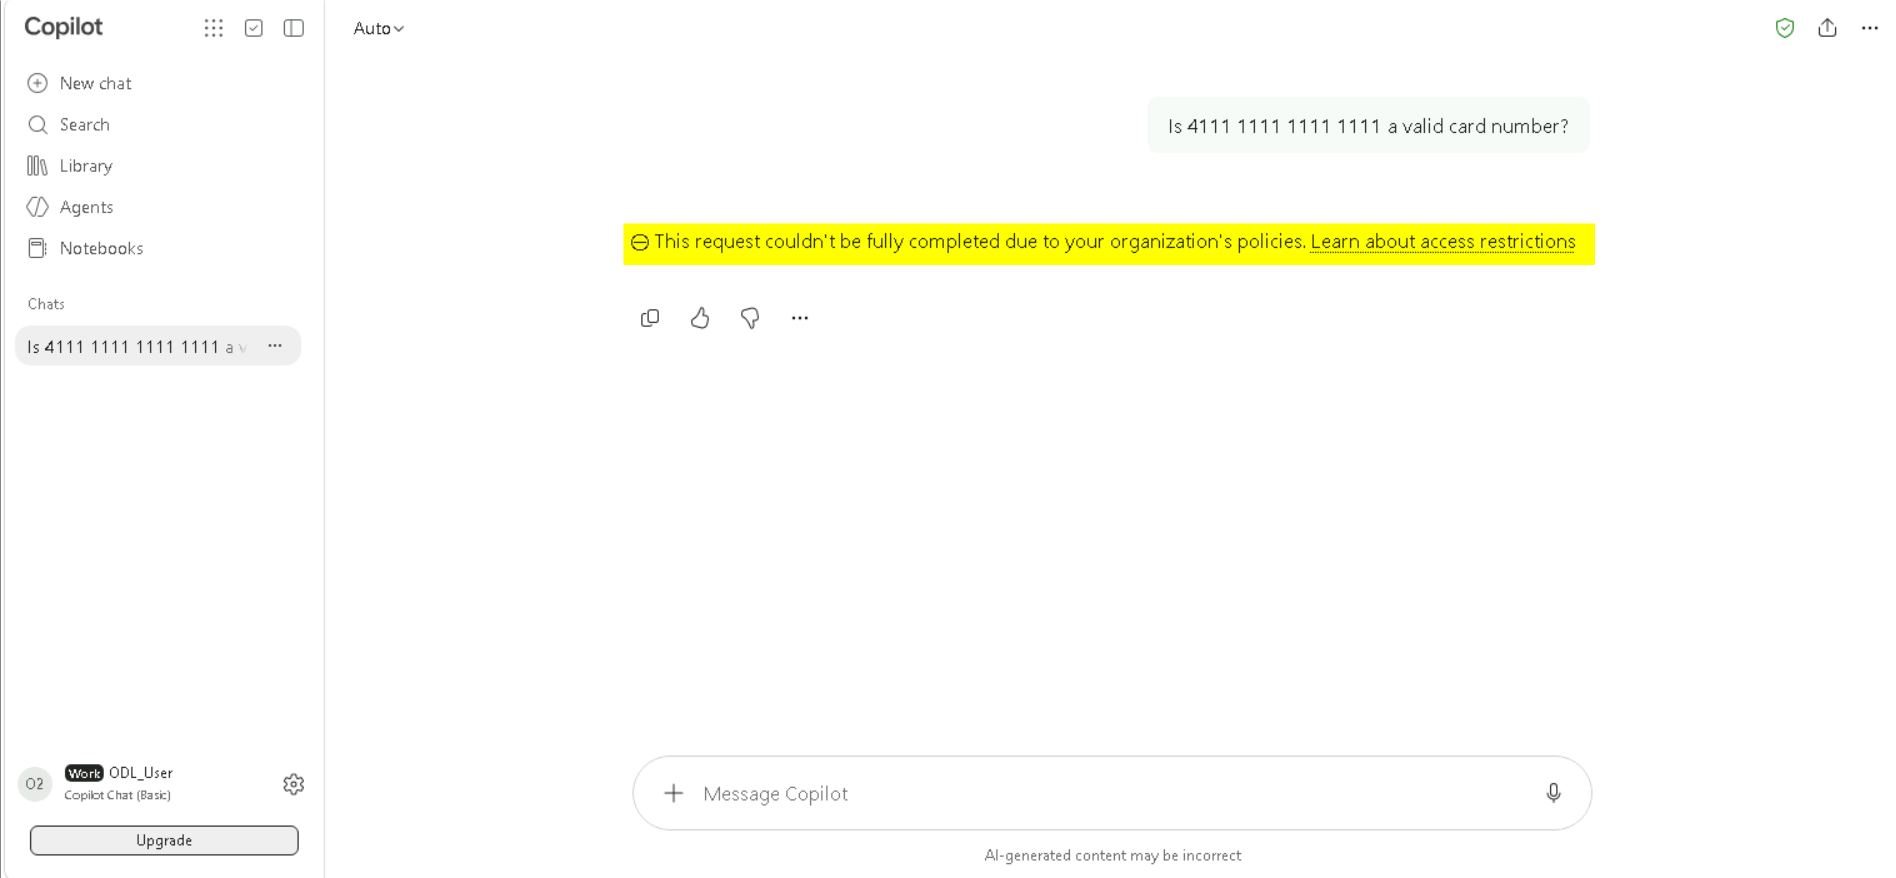 Copilot
New chat
Search
Library
Agents
Notebooks
Chats
Is 4111 1111 1111 1111 a v
O2
Work ODL_User
Copilot Chat (Basic)
Upgrade
Auto
Is 4111 1111 1111 1111 a valid card number?
This request couldn't be fully completed due to your organization's policies. Learn about access restrictions
Message Copilot
AI-generated content may be incorrect